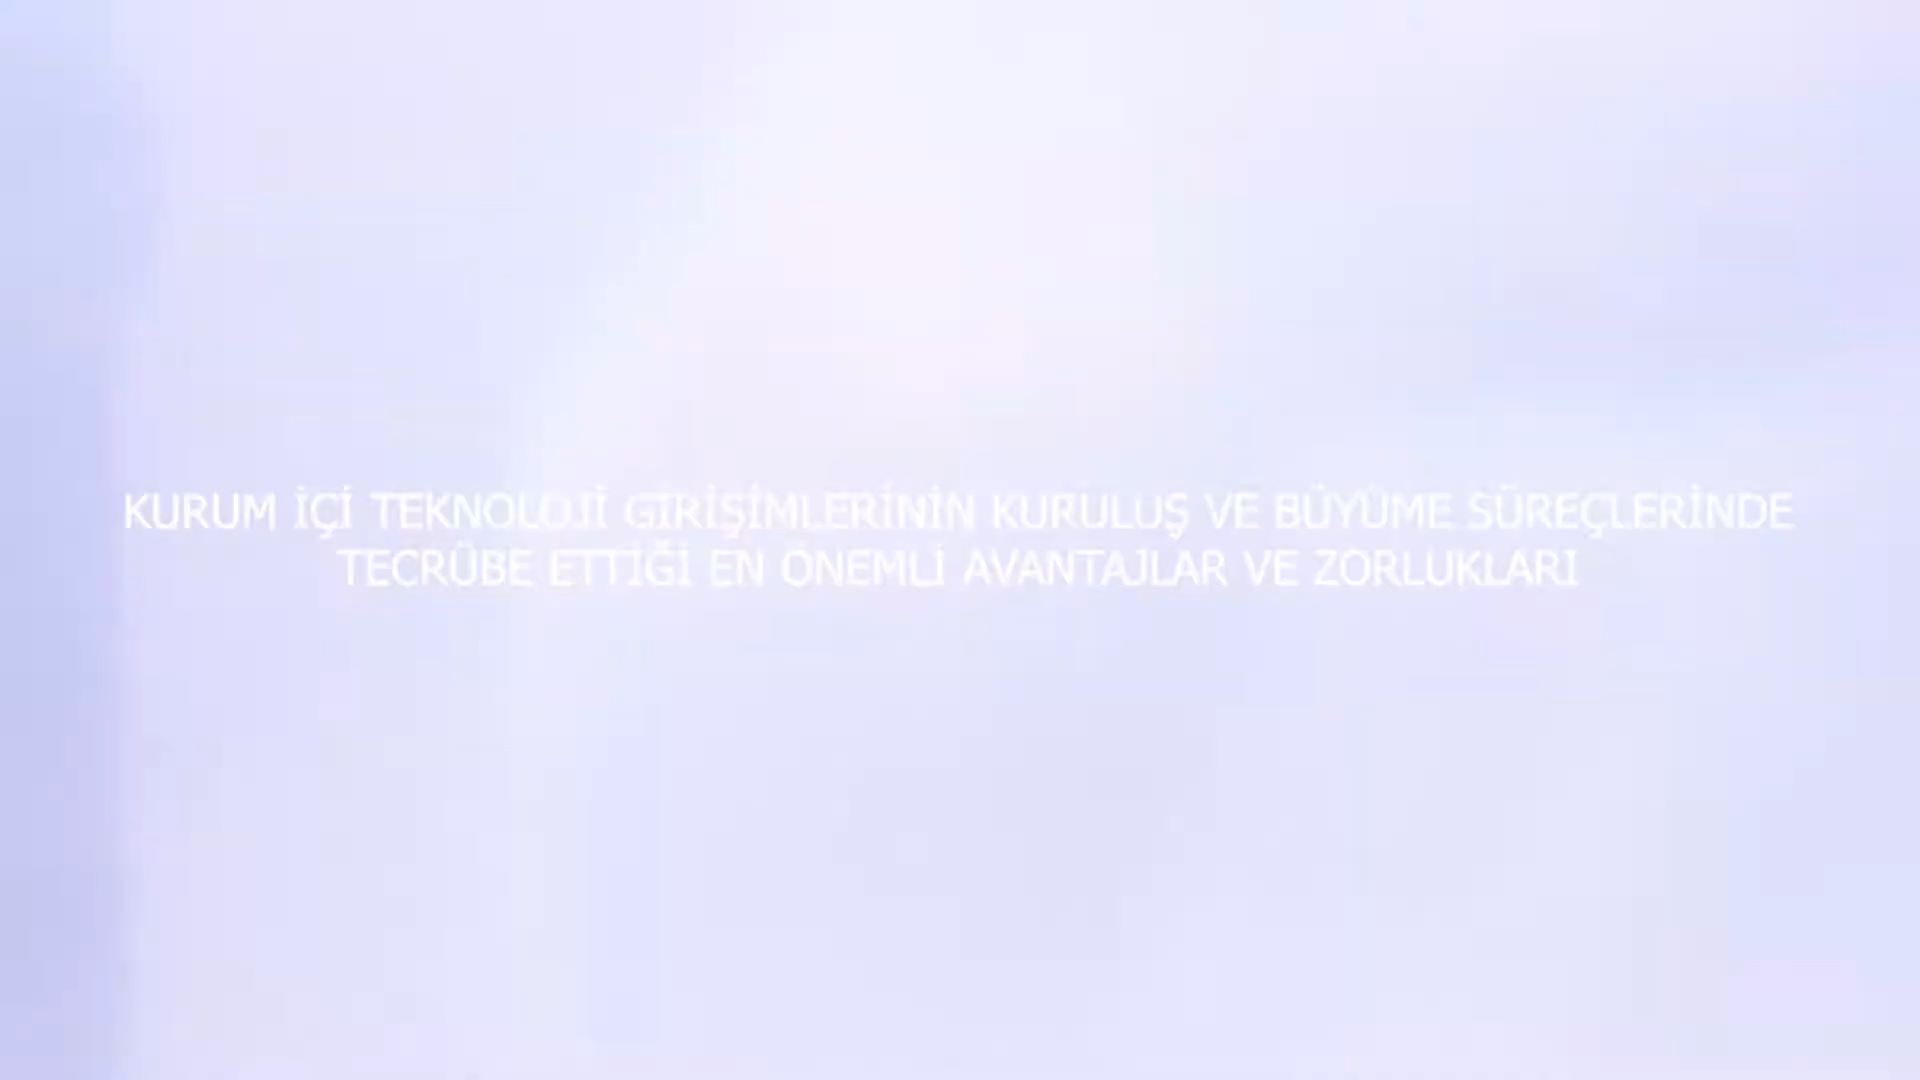 KURUM İÇİ TEKNOLOJİ GİRİŞİMLERİNİN KURULUŞ VE BÜYÜME SÜREÇLERİNDE
TECRÜBE ETTİĞİ EN ÖNEMLİ AVANTAJLAR VE ZORLUKLARI